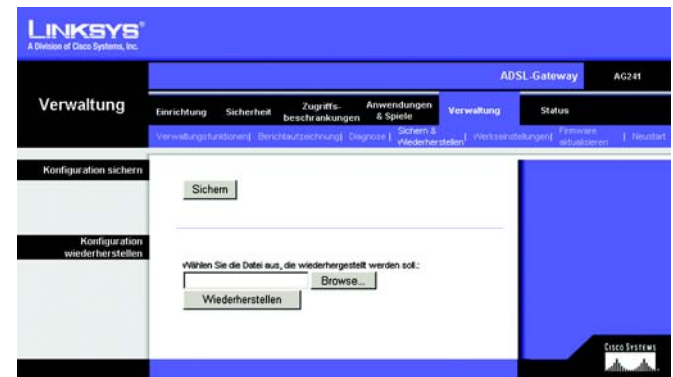 LINKSYS®
A Division of Cisco Systems, Inc.
ADSL-Gateway AG241
Verwaltung
Einrichtung Sicherheit Zugriffs-beschrankungen Anwendungen & Spiele Verwaltung Status
Verwaltungsfunktionen | Berichtaufzeichnung | Diagnose | Sichern & Wiederherstellen | Werkseinstellungen | Firmware aktualisieren | Neustart
Konfiguration sichern
Sichern
Konfiguration
wiederherstellen
Wählen Sie die Datei aus, die wiederhergestellt werden soll.:
Browse...
Wiederherstellen
CISCO SYSTEMS